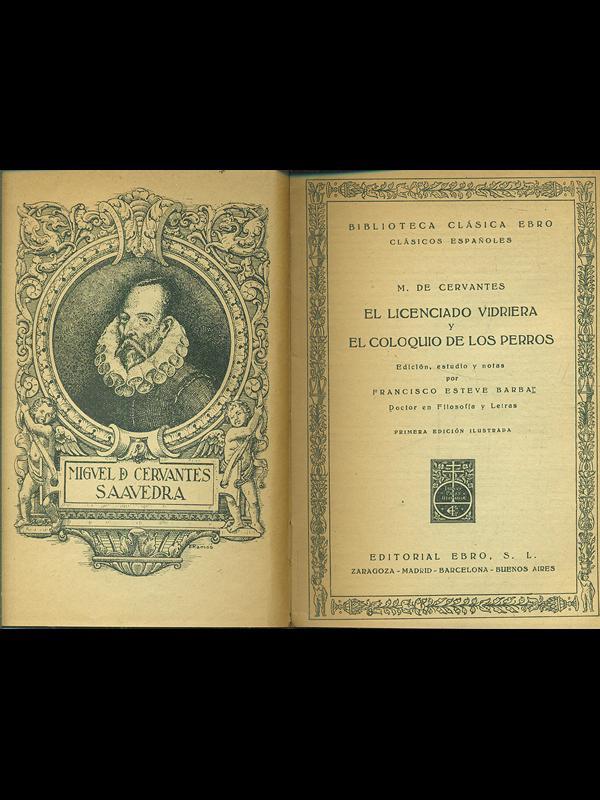 MIGVEL D CERVANTES
SAAVEDRA
E. Ramos
BIBLIOTECA CLÁSICA EBRO
CLÁSICOS ESPAÑOLES
M. DE CERVANTES
EL LICENCIADO VIDRIERA
y
EL COLOQUIO DE LOS PERROS
Edición, estudio y notas
por
FRANCISCO ESTEVE BARBA
Doctor en Filosofía y Letras
PRIMERA EDICIÓN ILUSTRADA
EDITORIAL EBRO, S. L.
ZARAGOZA - MADRID - BARCELONA - BUENOS AIRES